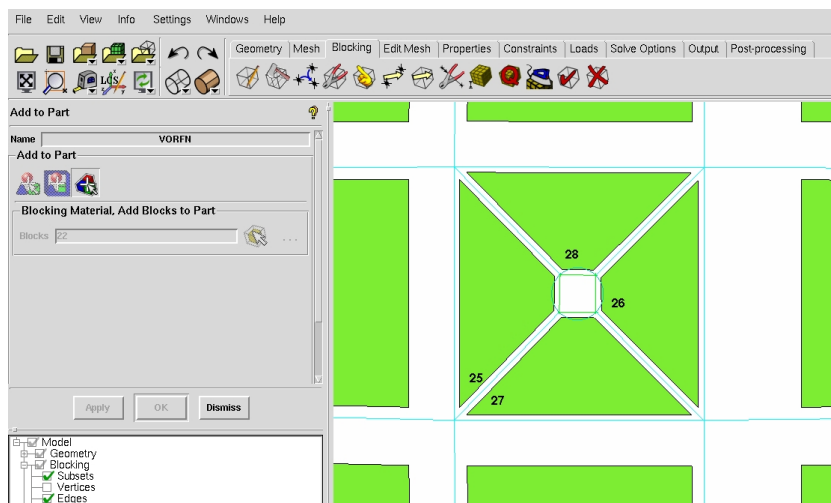 File Edit View Info Settings Windows Help
Geometry Mesh Blocking Edit Mesh Properties Constraints Loads Solve Options Output Post-processing
Add to Part
Name VORFN
Add to Part
Blocking Material, Add Blocks to Part
Blocks 22 ...
Apply OK Dismiss
Model
Geometry
Blocking
Subsets
Vertices
Edges
28
26
25
27